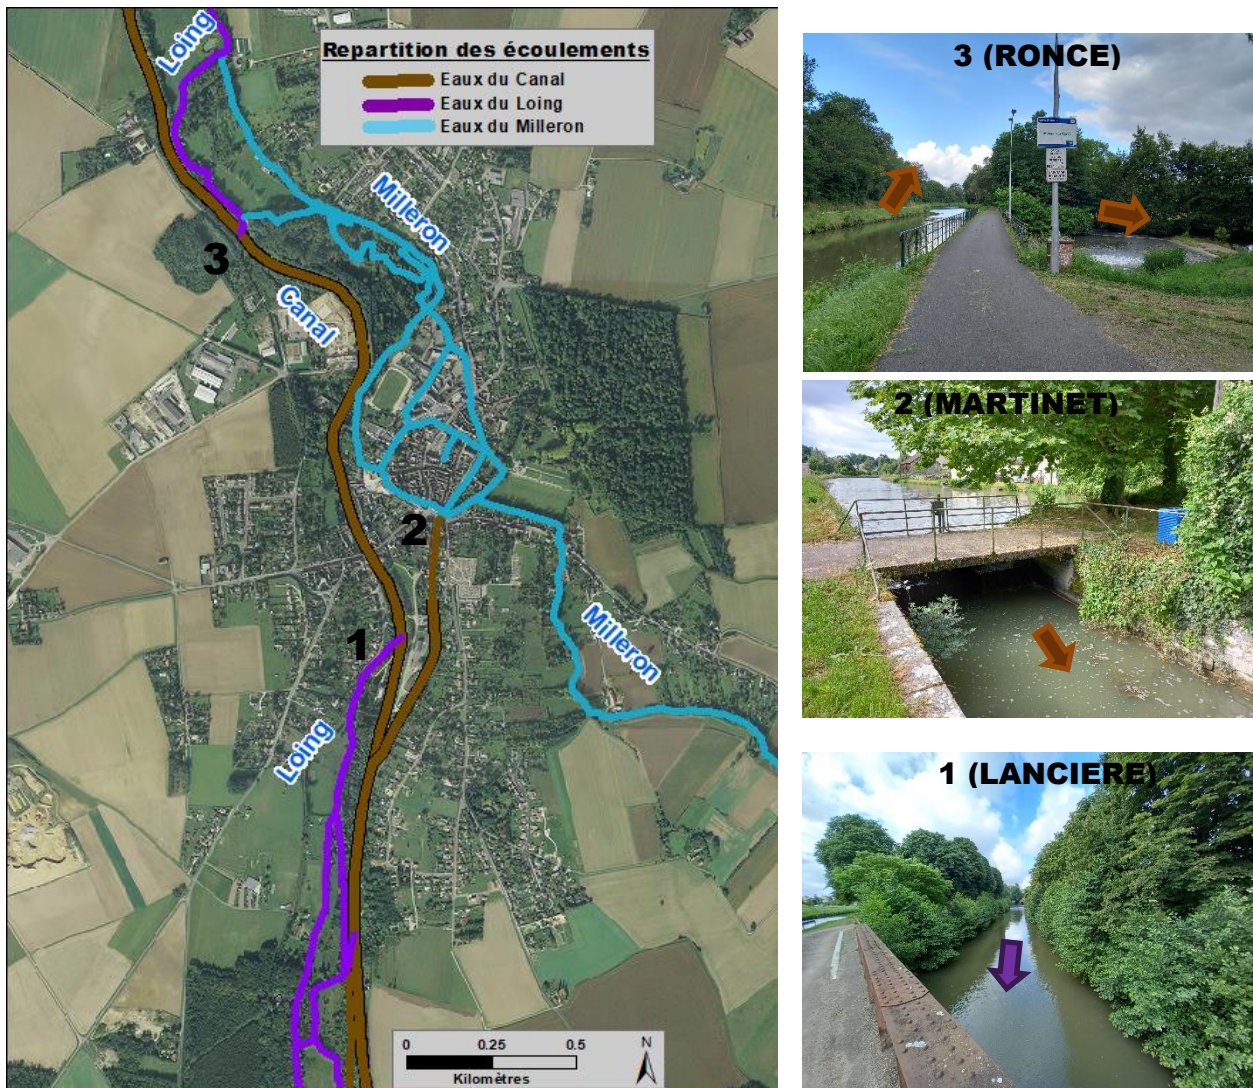 Loing
Repartition des écoulements
Eaux du Canal
Eaux du Loing
Eaux du Milleron
Milleron
3
Canal
2
1
Milleron
Loing
0 0.25 0.5
Kilomètres
N
3 (RONCE)
2 (MARTINET)
1 (LANCIERE)